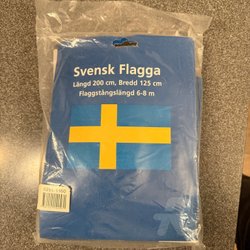 Svensk Flagga
Längd 200 cm, Bredd 125 cm
Flaggstångslängd 6-8 m